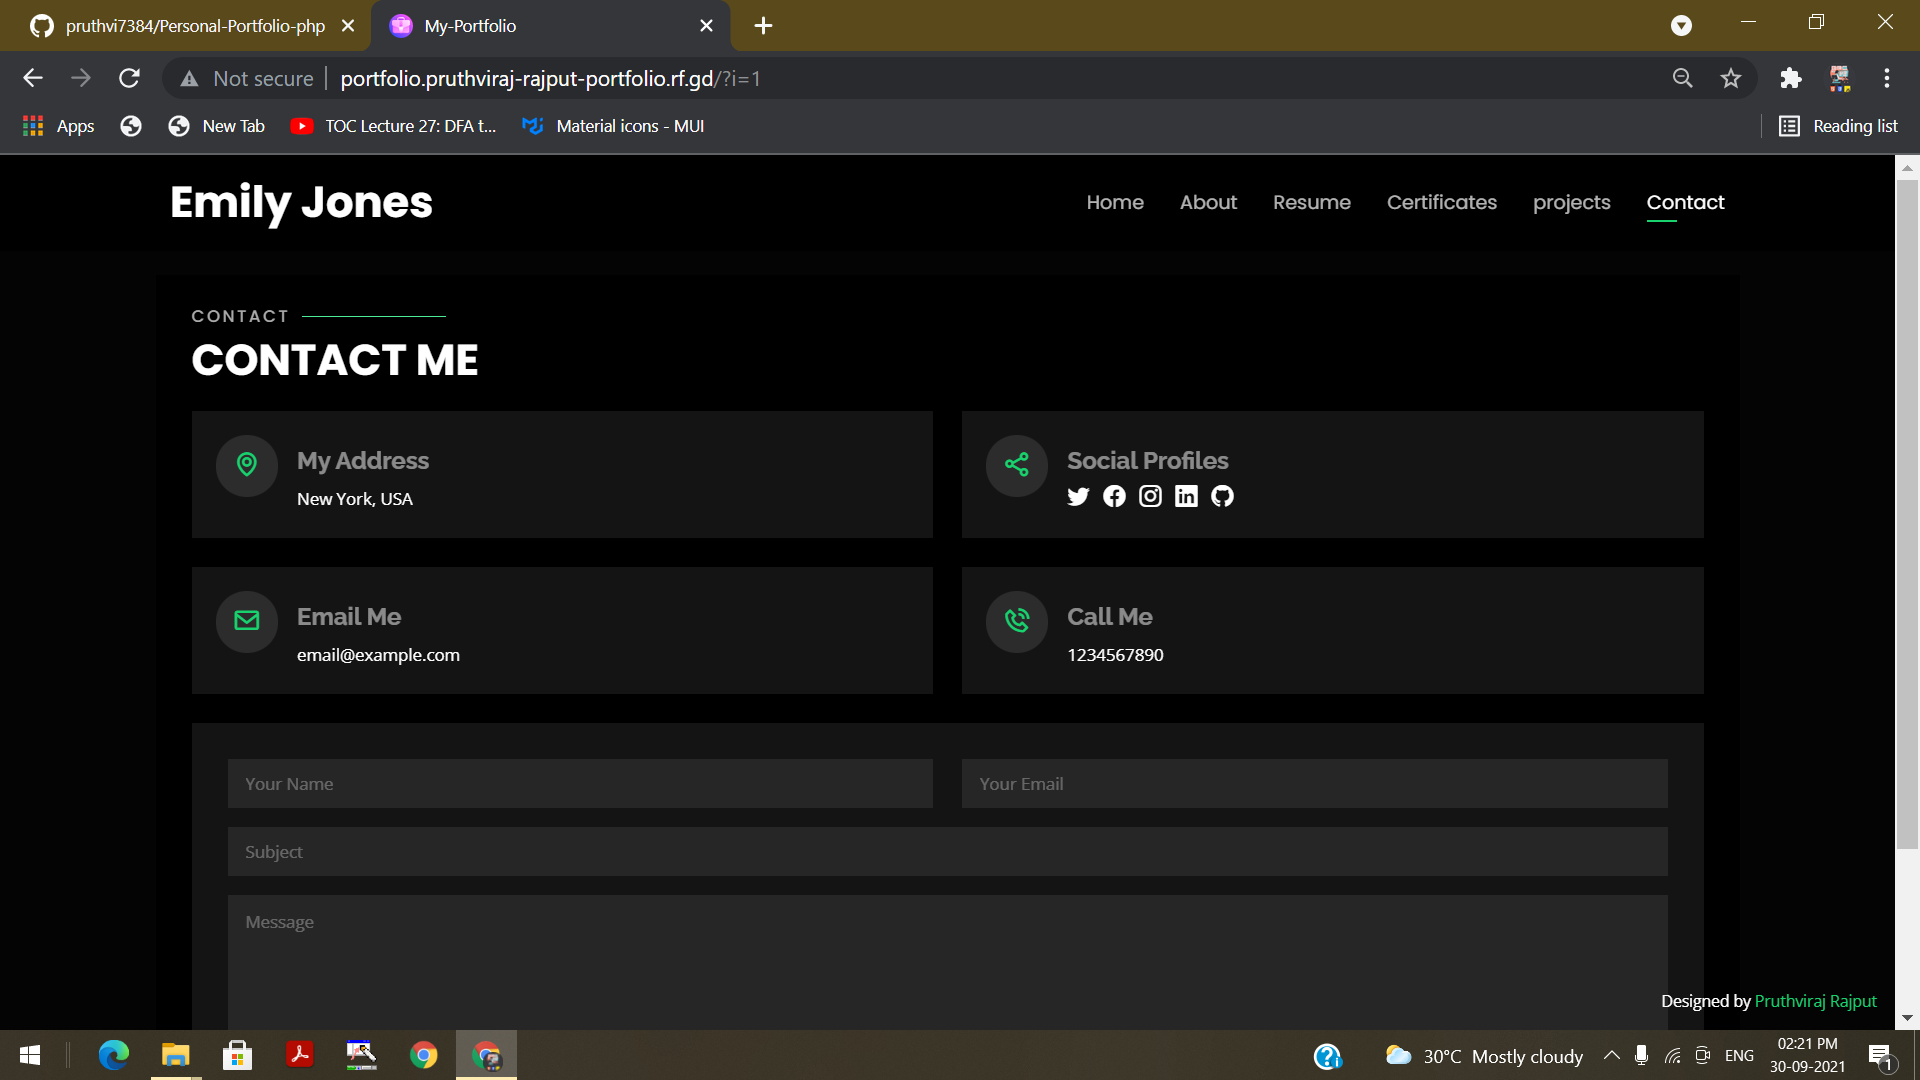 pruthvi7384/Personal-Portfolio-php
My-Portfolio
Not secure
portfolio.pruthviraj-rajput-portfolio.rf.gd/?i=1
Apps
New Tab
TOC Lecture 27: DFA t...
Material icons - MUI
Reading list
Emily Jones
Home
About
Resume
Certificates
projects
Contact
CONTACT
CONTACT ME
My Address
New York, USA
Social Profiles
Email Me
email@example.com
Call Me
1234567890
Your Name
Your Email
Subject
Message
Designed by Pruthviraj Rajput
30°C Mostly cloudy
ENG
02:21 PM
30-09-2021
1